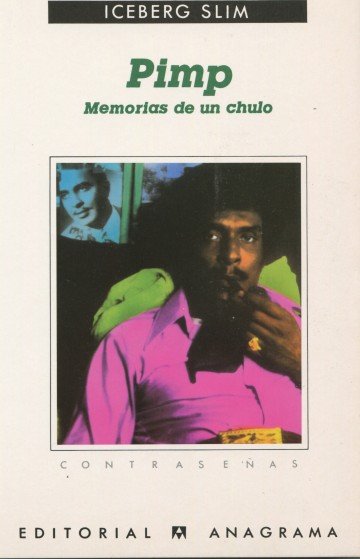 ICEBERG SLIM
Pimp
Memorias de un chulo
CONTRASEÑAS
EDITORIAL ANAGRAMA